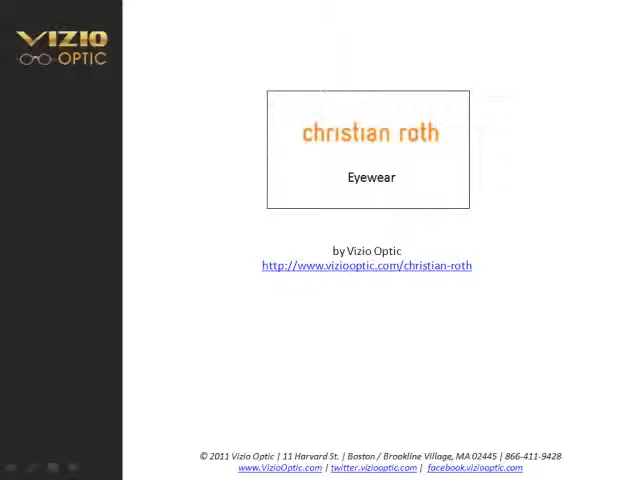 VIZIO
OPTIC
christian roth
Eyewear
by Vizio Optic
http://www.viziooptic.com/christian-roth
© 2011 Vizio Optic | 11 Harvard St. | Boston / Brookline Village, MA 02445 | 866-411-9428
www.VizioOptic.com | twitter.viziooptic.com | facebook.viziooptic.com